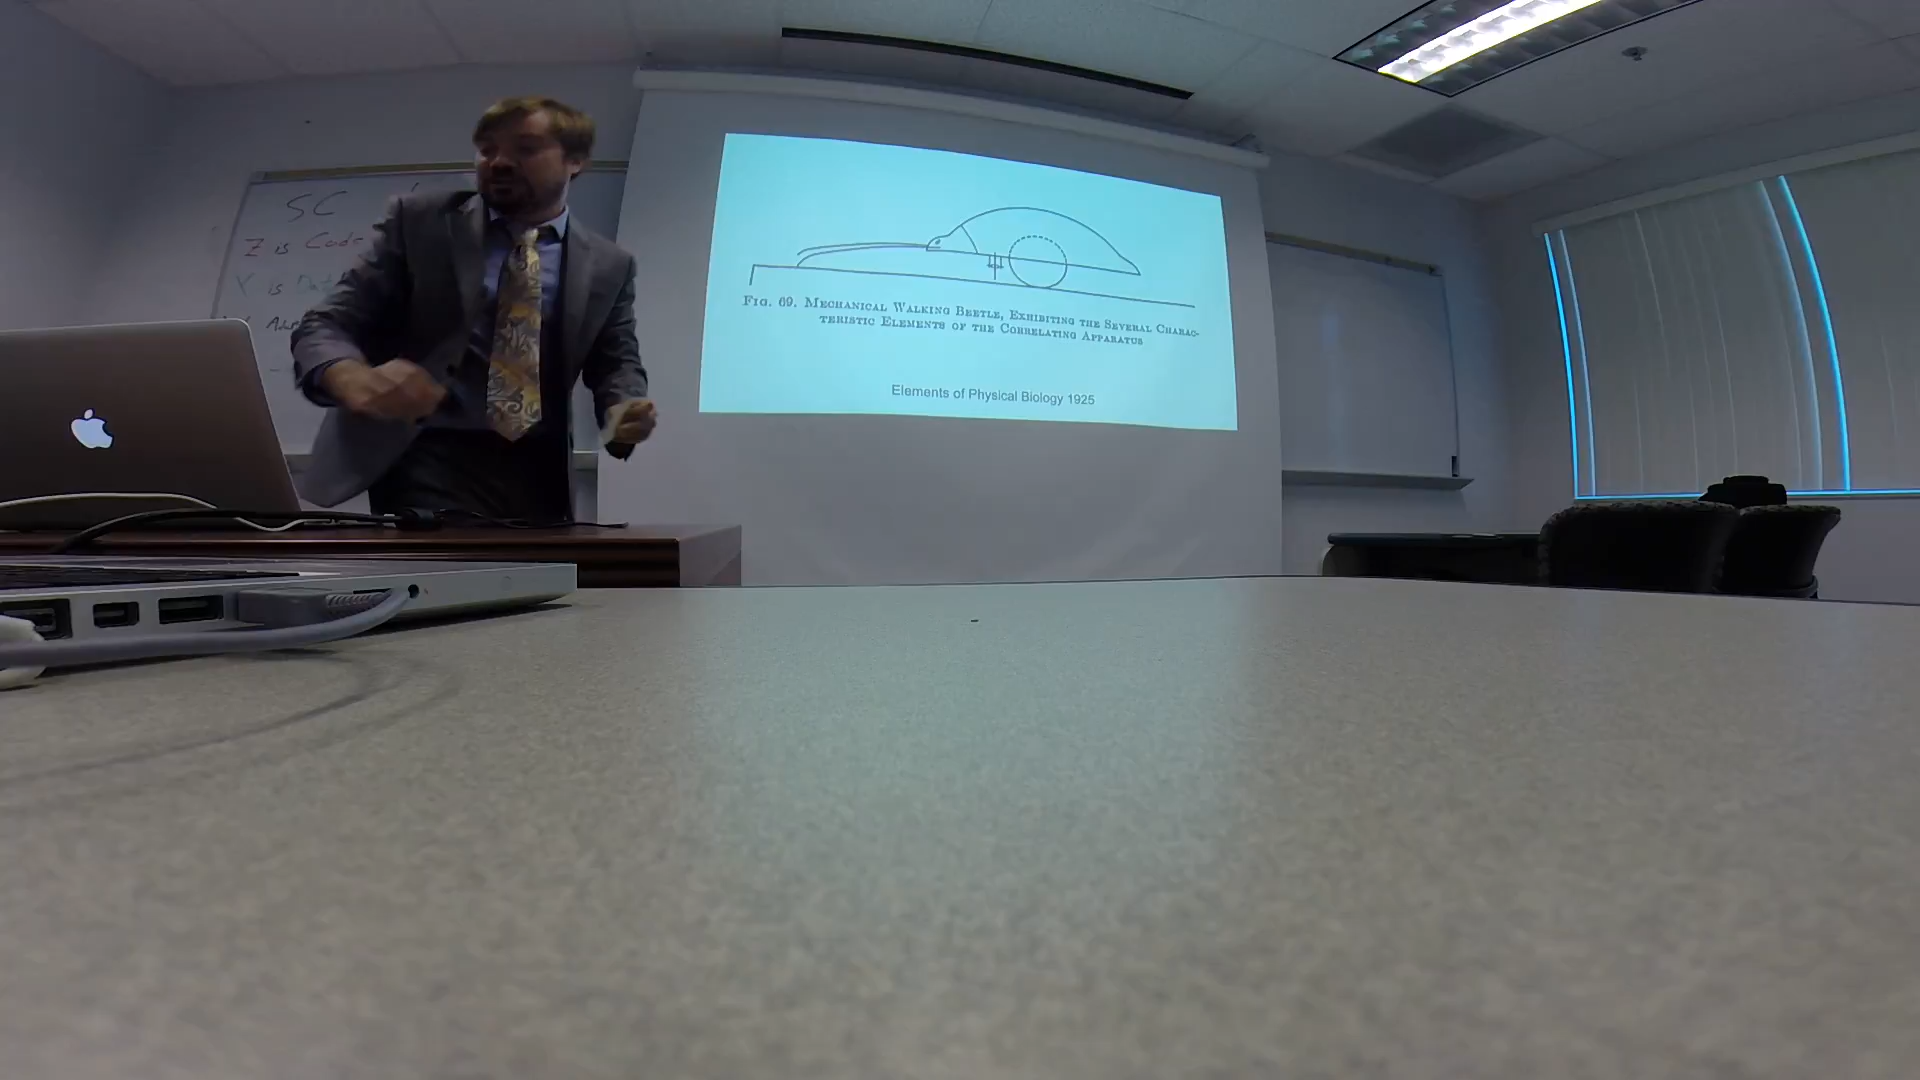 SC
Z is Code
Y is Dat
Fig. 69. Mechanical Walking Beetle, Exhibiting the Several Charac-
teristic Elements of the Correlating Apparatus
Elements of Physical Biology 1925